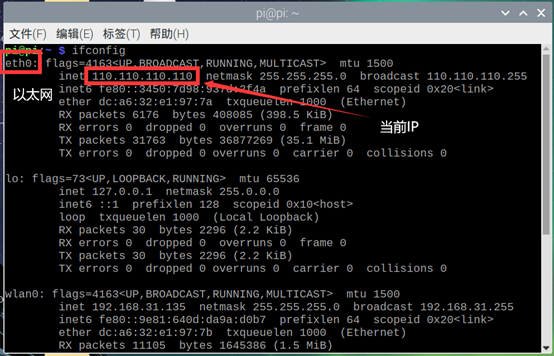 pi@pi: ~
文件(F) 编辑(E) 标签(T) 帮助(H)
pi@pi:~ $ ifconfig
eth0: flags=4163<UP,BROADCAST,RUNNING,MULTICAST> mtu 1500
inet 110.110.110.110 netmask 255.255.255.0 broadcast 110.110.110.255
inet6 prefixlen 64 scopeid 0x20<link>
以太网
ether dc:a6:32:e1:97:7a txqueuelen 1000 (Ethernet)
RX packets 6176 bytes 408085 (398.5 KiB)
当前IP
RX errors 0 dropped 0 overruns 0 frame 0
TX packets 31763 bytes 36877269 (35.1 MiB)
TX errors 0 dropped 0 overruns 0 carrier 0 collisions 0
lo: flags=73<UP,LOOPBACK,RUNNING> mtu 65536
inet 127.0.0.1 netmask 255.0.0.0
inet6 ::1 prefixlen 128 scopeid 0x10<host>
loop txqueuelen 1000 (Local Loopback)
RX packets 30 bytes 2296 (2.2 KiB)
RX errors 0 dropped 0 overruns 0 frame 0
TX packets 30 bytes 2296 (2.2 KiB)
TX errors 0 dropped 0 overruns 0 carrier 0 collisions 0
wlan0: flags=4163<UP,BROADCAST,RUNNING,MULTICAST> mtu 1500
inet 192.168.31.135 netmask 255.255.255.0 broadcast 192.168.31.255
inet6 fe80::9e81:640d:da9a:d0b7 prefixlen 64 scopeid 0x20<link>
ether dc:a6:32:e1:97:7b txqueuelen 1000 (Ethernet)
RX packets 11105 bytes 1645386 (1.5 MiB)